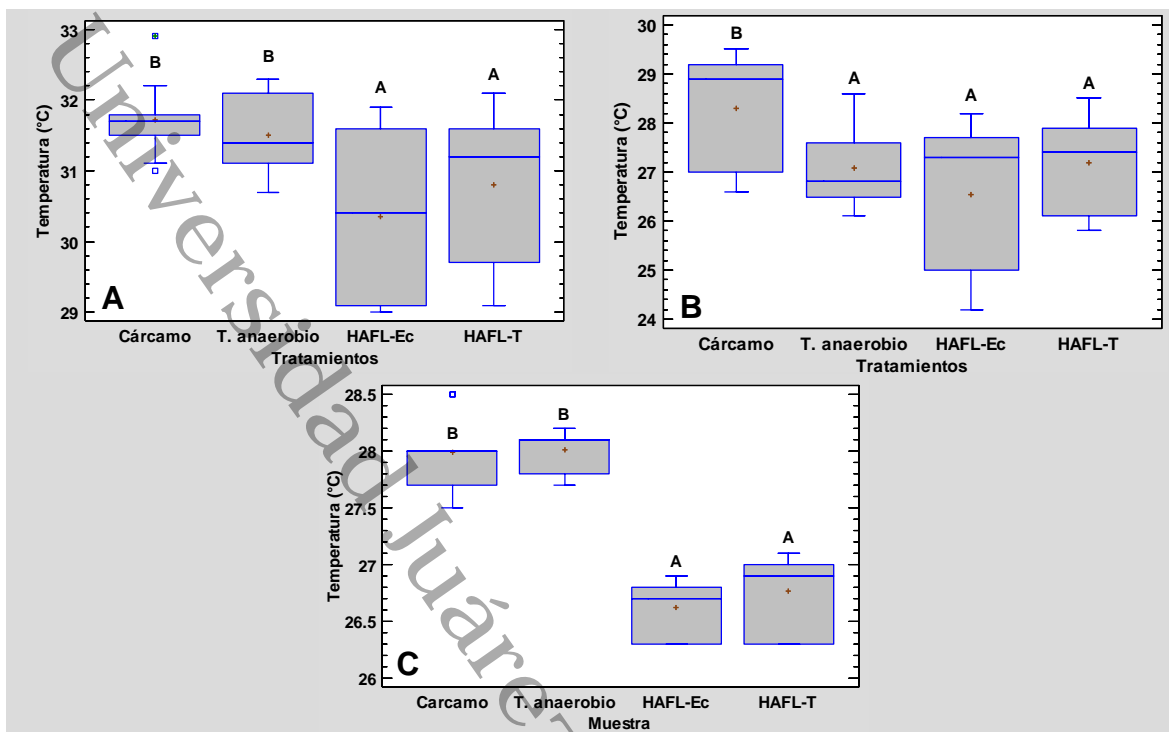 33
32
31
30
29
Temperatura (°C)
B
B
A
A
A
Cárcamo
T. anaerobio
HAFL-Ec
HAFL-T
Tratamientos
30
29
28
27
26
25
24
Temperatura (°C)
B
A
A
A
B
Cárcamo
T. anaerobio
HAFL-Ec
HAFL-T
Tratamientos
28.5
28
27.5
27
26.5
26
Temperatura (°C)
B
B
A
A
C
Carcamo
T. anaerobio
HAFL-Ec
HAFL-T
Muestra
Universidad Juárez